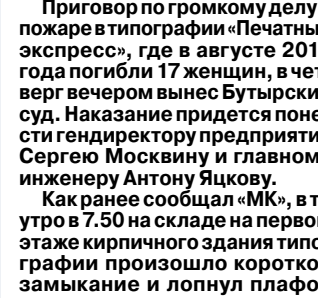 Приговор по громкому делу
пожаре в типографии «Печатны
экспресс», где в августе 201
года погибли 17 женщин, в чет
верг вечером вынес Бутырски
суд. Наказание придется поне
сти гендиректору предприяти
Сергею Москвину и главном
инженеру Антону Яцкову.
Как ранее сообщал «МК», в т
утро в 7.50 на складе на перво
этаже кирпичного здания типо
графии произошло коротко
замыкание и лопнул плафо